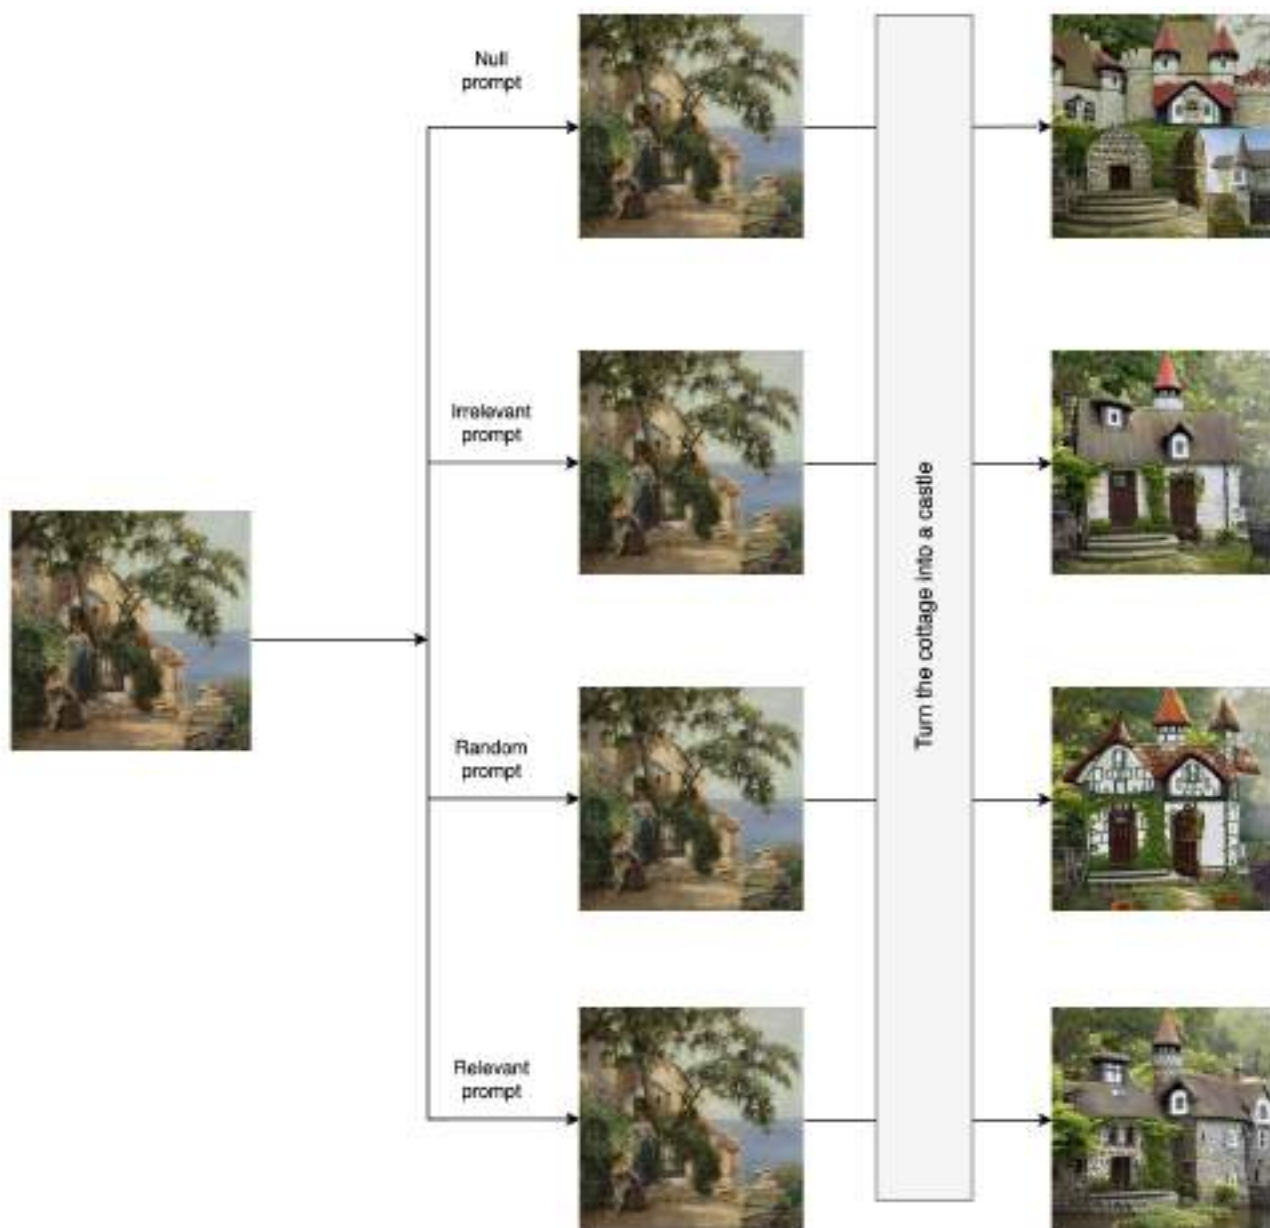 Null
prompt
Irrelevant
prompt
Turn the cottage into a castle
Random
prompt
Relevant
prompt